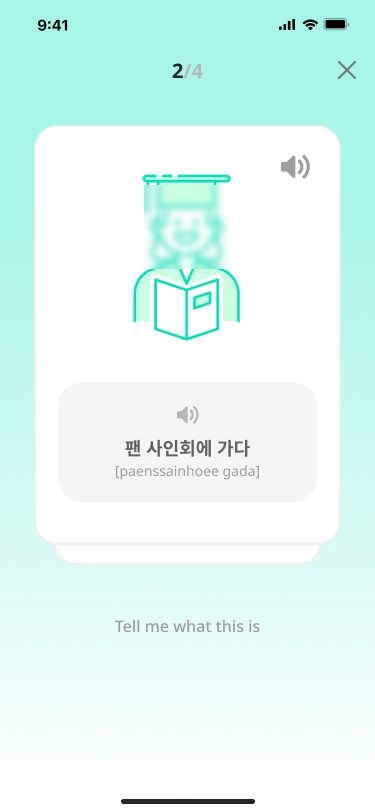 9:41
2/4
팬 사인회에 가다
[paenssainhoee gada]
Tell me what this is